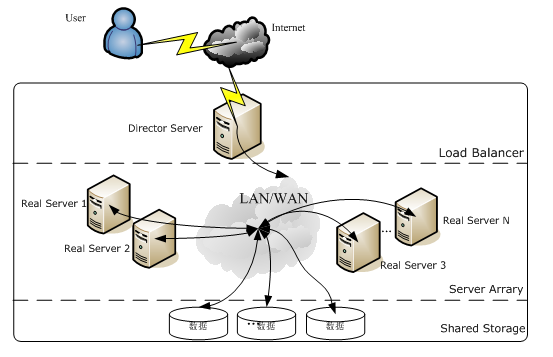 User
Internet
Director Server
Load Balancer
LAN/WAN
Real Server 1
Real Server 2
Real Server N
...
Real Server 3
Server Arrary
数据
... 数据
数据
Shared Storage